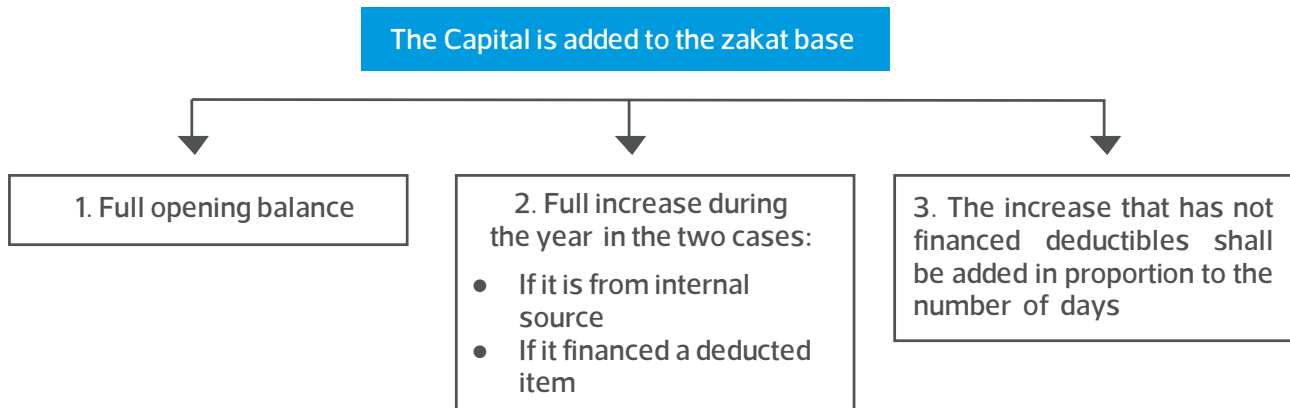 The Capital is added to the zakat base
1. Full opening balance
2. Full increase during
the year in the two cases:
● If it is from internal
source
● If it financed a deducted
item
3. The increase that has not
financed deductibles shall
be added in proportion to the
number of days